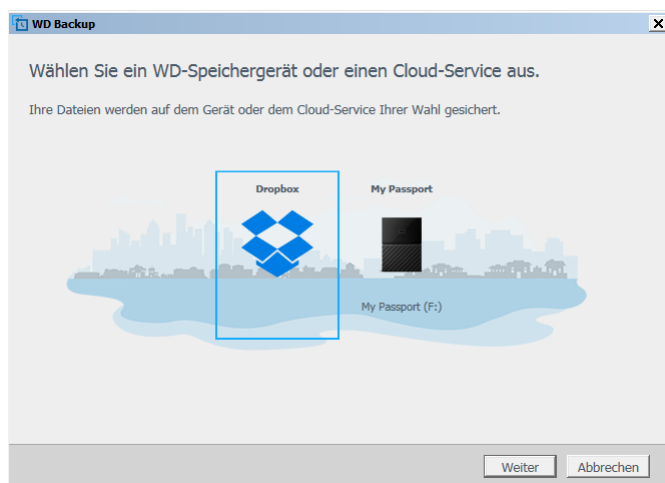 WD Backup
Wählen Sie ein WD-Speichergerät oder einen Cloud-Service aus.
Ihre Dateien werden auf dem Gerät oder dem Cloud-Service Ihrer Wahl gesichert.
Dropbox
My Passport
My Passport (F:)
Weiter
Abbrechen